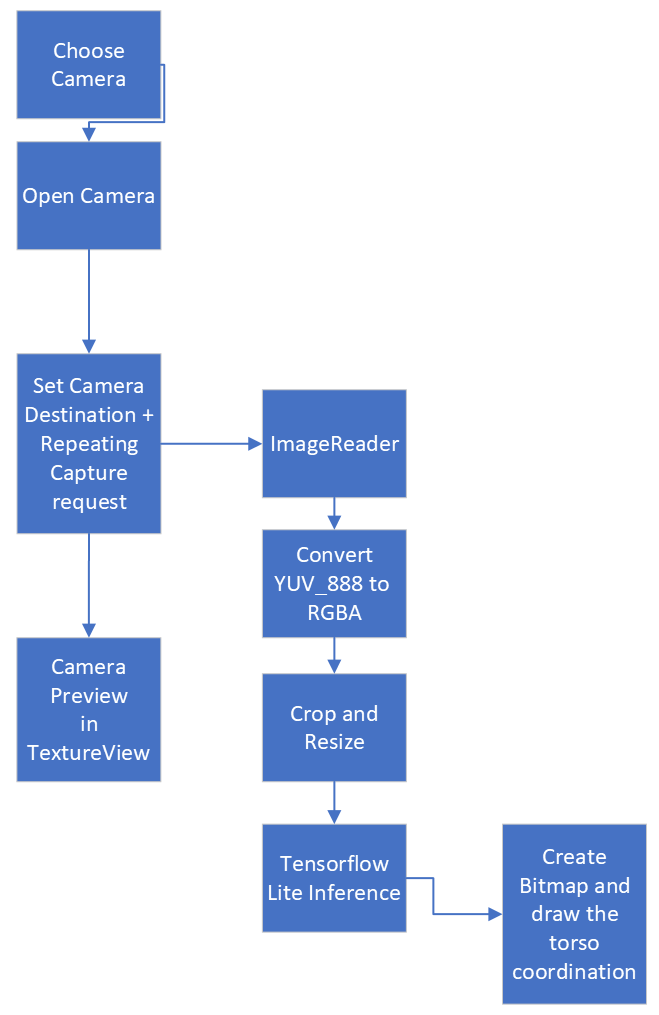 Choose
Camera
Open Camera
Set Camera
Destination +
Repeating
Capture
request
ImageReader
Convert
YUV_888 to
RGBA
Camera
Preview
in
TextureView
Crop and
Resize
Tensorflow
Lite Inference
Create
Bitmap and
draw the
torso
coordination